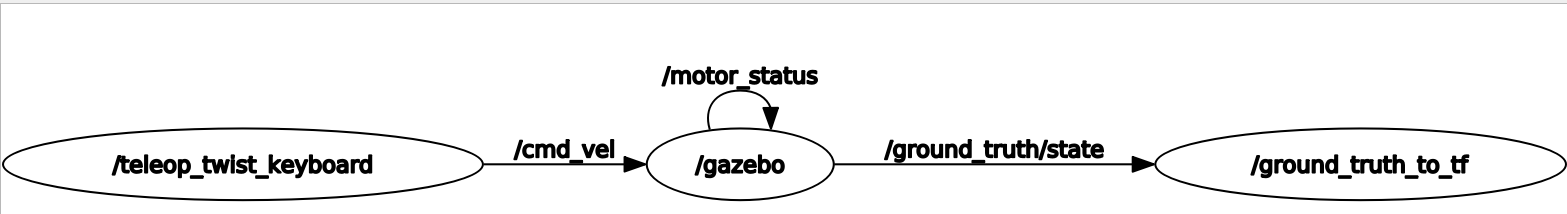 /motor_status
/teleop_twist_keyboard
/cmd_vel
/gazebo
/ground_truth/state
/ground_truth_to_tf